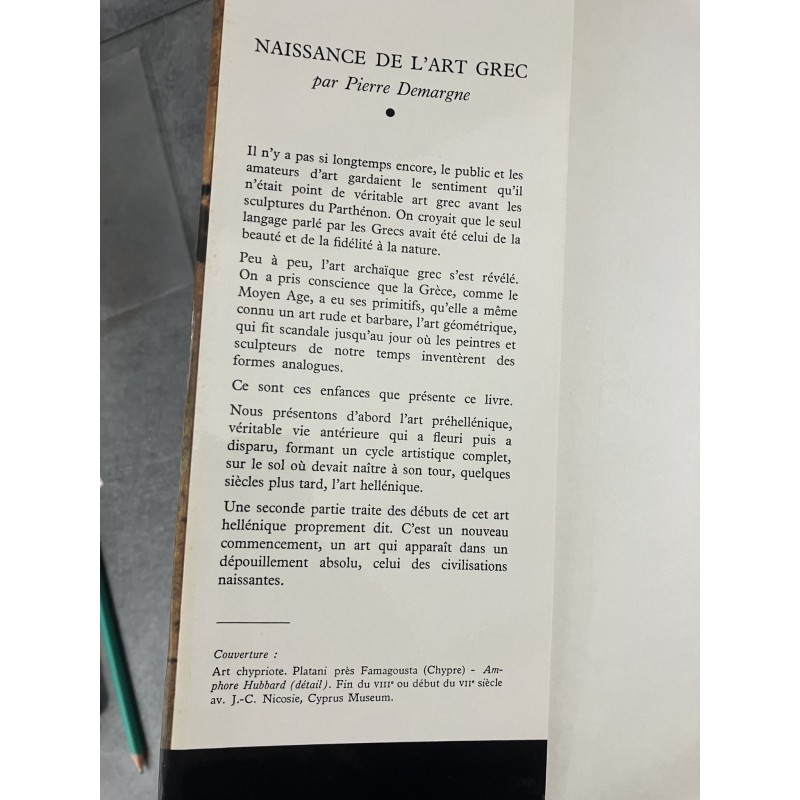 NAISSANCE DE L'ART GREC
par Pierre Demargne
●
Il n'y a pas si longtemps encore, le public et les
amateurs d'art gardaient le sentiment qu'il
n'était point de véritable art grec avant les
sculptures du Parthénon. On croyait que le seul
langage parlé par les Grecs avait été celui de la
beauté et de la fidélité à la nature.
Peu à peu, l'art archaïque grec s'est révélé.
On a pris conscience que la Grèce, comme le
Moyen Age, a eu ses primitifs, qu'elle a même
connu un art rude et barbare, l'art géométrique,
qui fit scandale jusqu'au jour où les peintres et
sculpteurs de notre temps inventèrent des
formes analogues.
Ce sont ces enfances que présente ce livre.
Nous présentons d'abord l'art préhellénique,
véritable vie antérieure qui a fleuri puis a
disparu, formant un cycle artistique complet,
sur le sol où devait naître à son tour, quelques
siècles plus tard, l'art hellénique.
Une seconde partie traite des débuts de cet art
hellénique proprement dit. C'est un nouveau
commencement, un art qui apparaît dans un
dépouillement absolu, celui des civilisations
naissantes.
Couverture :
Art chypriote. Platani près Famagousta (Chypre) - Am-
phore Hubbard (détail). Fin du VIIIe ou début du VIIe siècle
av. J.-C. Nicosie, Cyprus Museum.